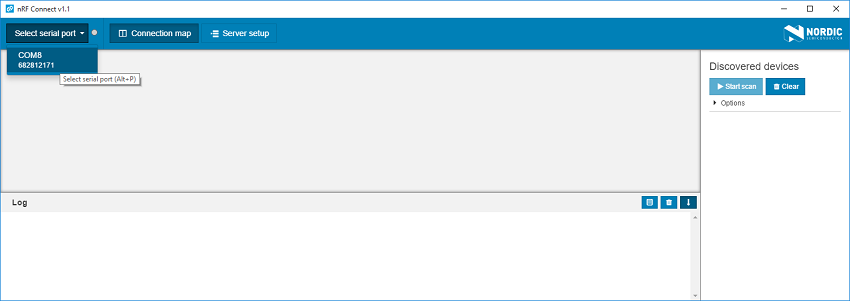 nRF Connect v1.1
Select serial port
Connection map
Server setup
NORDIC
SEMICONDUCTOR
COM8
682812171
Select serial port (Alt+P)
Discovered devices
Start scan
Clear
Options
Log